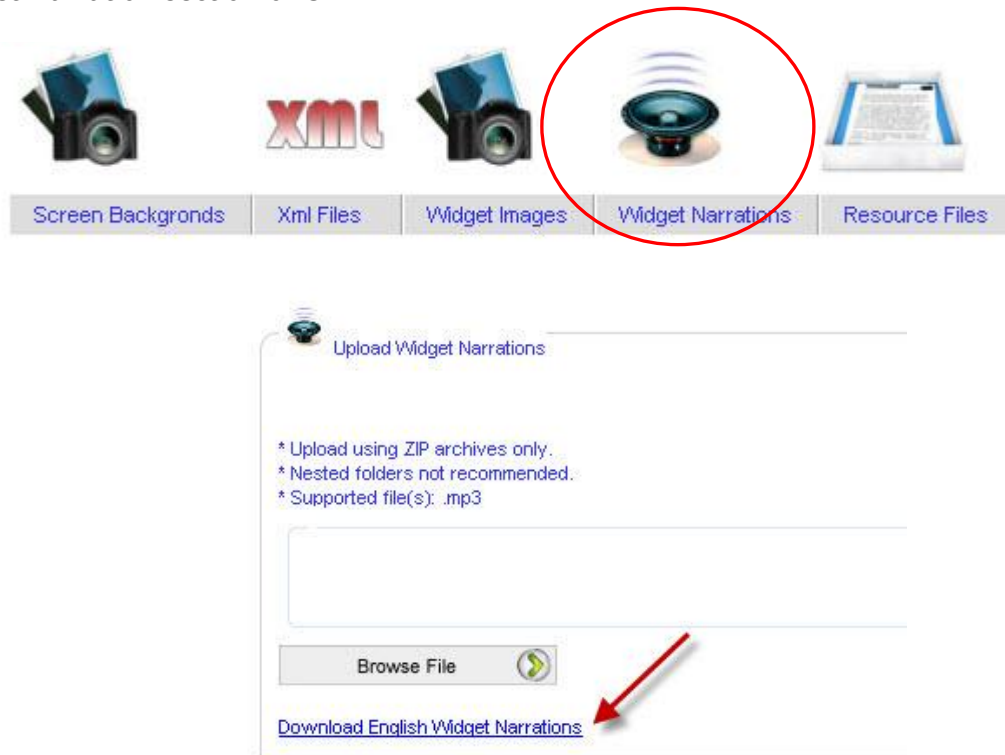 XML
Screen Backgronds Xml Files Widget Images Widget Narrations Resource Files
Upload Widget Narrations
* Upload using ZIP archives only.
* Nested folders not recommended.
* Supported file(s): .mp3
Browse File
Download English Widget Narrations